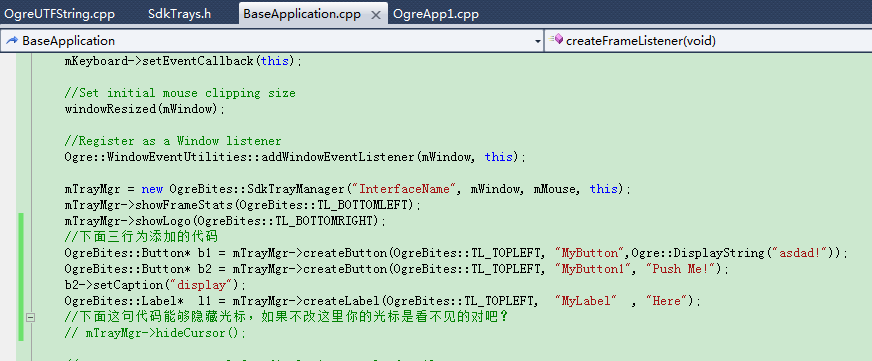 OgreUTFString.cpp SdkTrays.h BaseApplication.cpp OgreApp1.cpp
BaseApplication createFrameListener(void)
mKeyboard->setEventCallback(this);
//Set initial mouse clipping size
windowResized(mWindow);
//Register as a Window listener
Ogre::WindowEventUtilities::addWindowEventListener(mWindow, this);
mTrayMgr = new OgreBites::SdkTrayManager("InterfaceName", mWindow, mMouse, this);
mTrayMgr->showFrameStats(OgreBites::TL_BOTTOMLEFT);
mTrayMgr->showLogo(OgreBites::TL_BOTTOMRIGHT);
//下面三行为添加的代码
OgreBites::Button* b1 = mTrayMgr->createButton(OgreBites::TL_TOPLEFT, "MyButton",Ogre::DisplayString("asdad!"));
OgreBites::Button* b2 = mTrayMgr->createButton(OgreBites::TL_TOPLEFT, "MyButton1", "Push Me!");
b2->setCaption("display");
OgreBites::Label* l1 = mTrayMgr->createLabel(OgreBites::TL_TOPLEFT, "MyLabel" , "Here");
//下面这句代码能够隐藏光标，如果不改这里你的光标是看不见的对吧？
// mTrayMgr->hideCursor();